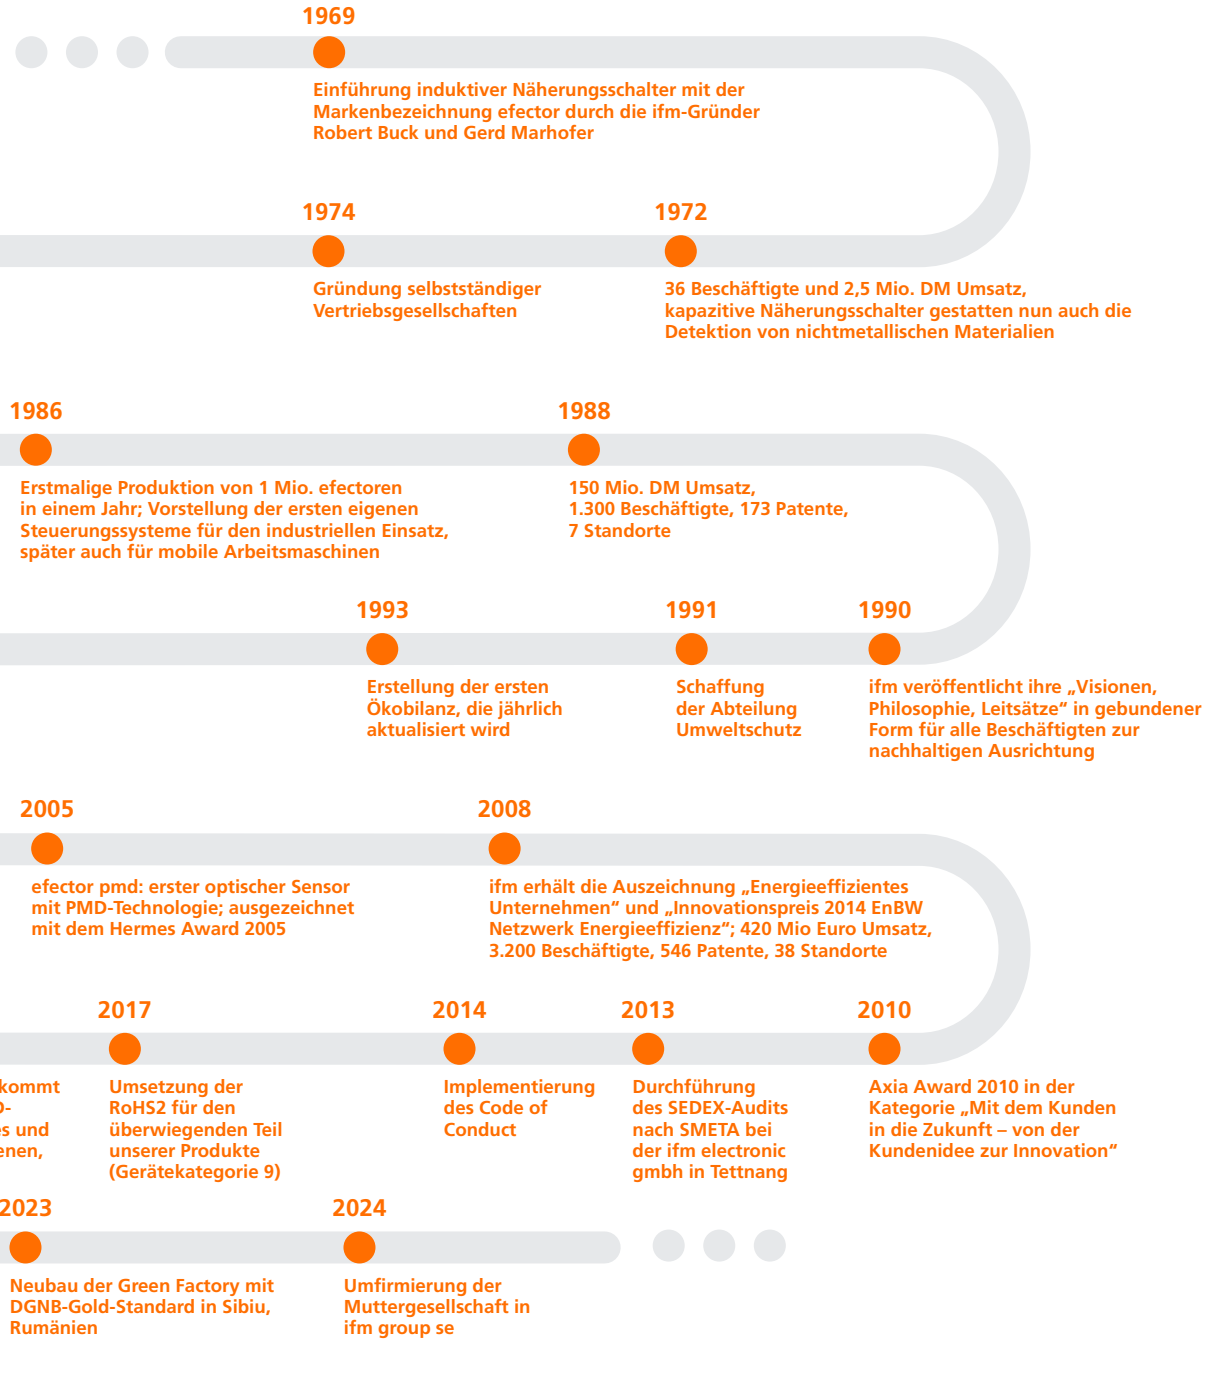 1969
Einführung induktiver Näherungsschalter mit der
Markenbezeichnung efector durch die ifm-Gründer
Robert Buck und Gerd Marhofer
1974
Gründung selbstständiger
Vertriebsgesellschaften
1972
36 Beschäftigte und 2,5 Mio. DM Umsatz,
kapazitive Näherungsschalter gestatten nun auch die
Detektion von nichtmetallischen Materialien
1986
Erstmalige Produktion von 1 Mio. efectoren
in einem Jahr; Vorstellung der ersten eigenen
Steuerungssysteme für den industriellen Einsatz,
später auch für mobile Arbeitsmaschinen
1988
150 Mio. DM Umsatz,
1.300 Beschäftigte, 173 Patente,
7 Standorte
1993
Erstellung der ersten
Ökobilanz, die jährlich
aktualisiert wird
1991
Schaffung
der Abteilung
Umweltschutz
1990
ifm veröffentlicht ihre „Visionen,
Philosophie, Leitsätze“ in gebundener
Form für alle Beschäftigten zur
nachhaltigen Ausrichtung
2005
efector pmd: erster optischer Sensor
mit PMD-Technologie; ausgezeichnet
mit dem Hermes Award 2005
2008
ifm erhält die Auszeichnung „Energieeffizientes
Unternehmen“ und „Innovationspreis 2014 EnBW
Netzwerk Energieeffizienz“; 420 Mio Euro Umsatz,
3.200 Beschäftigte, 546 Patente, 38 Standorte
kommt
und
2017
Umsetzung der
RoHS2 für den
überwiegenden Teil
unserer Produkte
(Gerätekategorie 9)
2014
Implementierung
des Code of
Conduct
2013
Durchführung
des SEDEX-Audits
nach SMETA bei
der ifm electronic
gmbh in Tettnang
2010
Axia Award 2010 in der
Kategorie „Mit dem Kunden
in die Zukunft – von der
Kundenidee zur Innovation“
2023
Neubau der Green Factory mit
DGNB-Gold-Standard in Sibiu,
Rumänien
2024
Umfirmierung der
Muttergesellschaft in
ifm group se